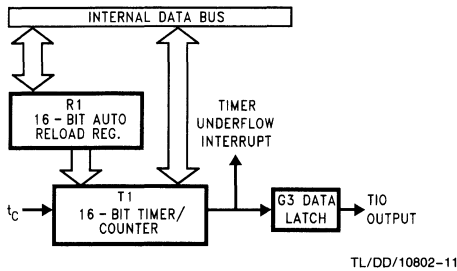 INTERNAL DATA BUS
R1
16-BIT AUTO
RELOAD REG.
TIMER
UNDERFLOW
INTERRUPT
tC
T1
16-BIT TIMER/
COUNTER
G3 DATA
LATCH
TIO
OUTPUT
TL/DD/10802-11